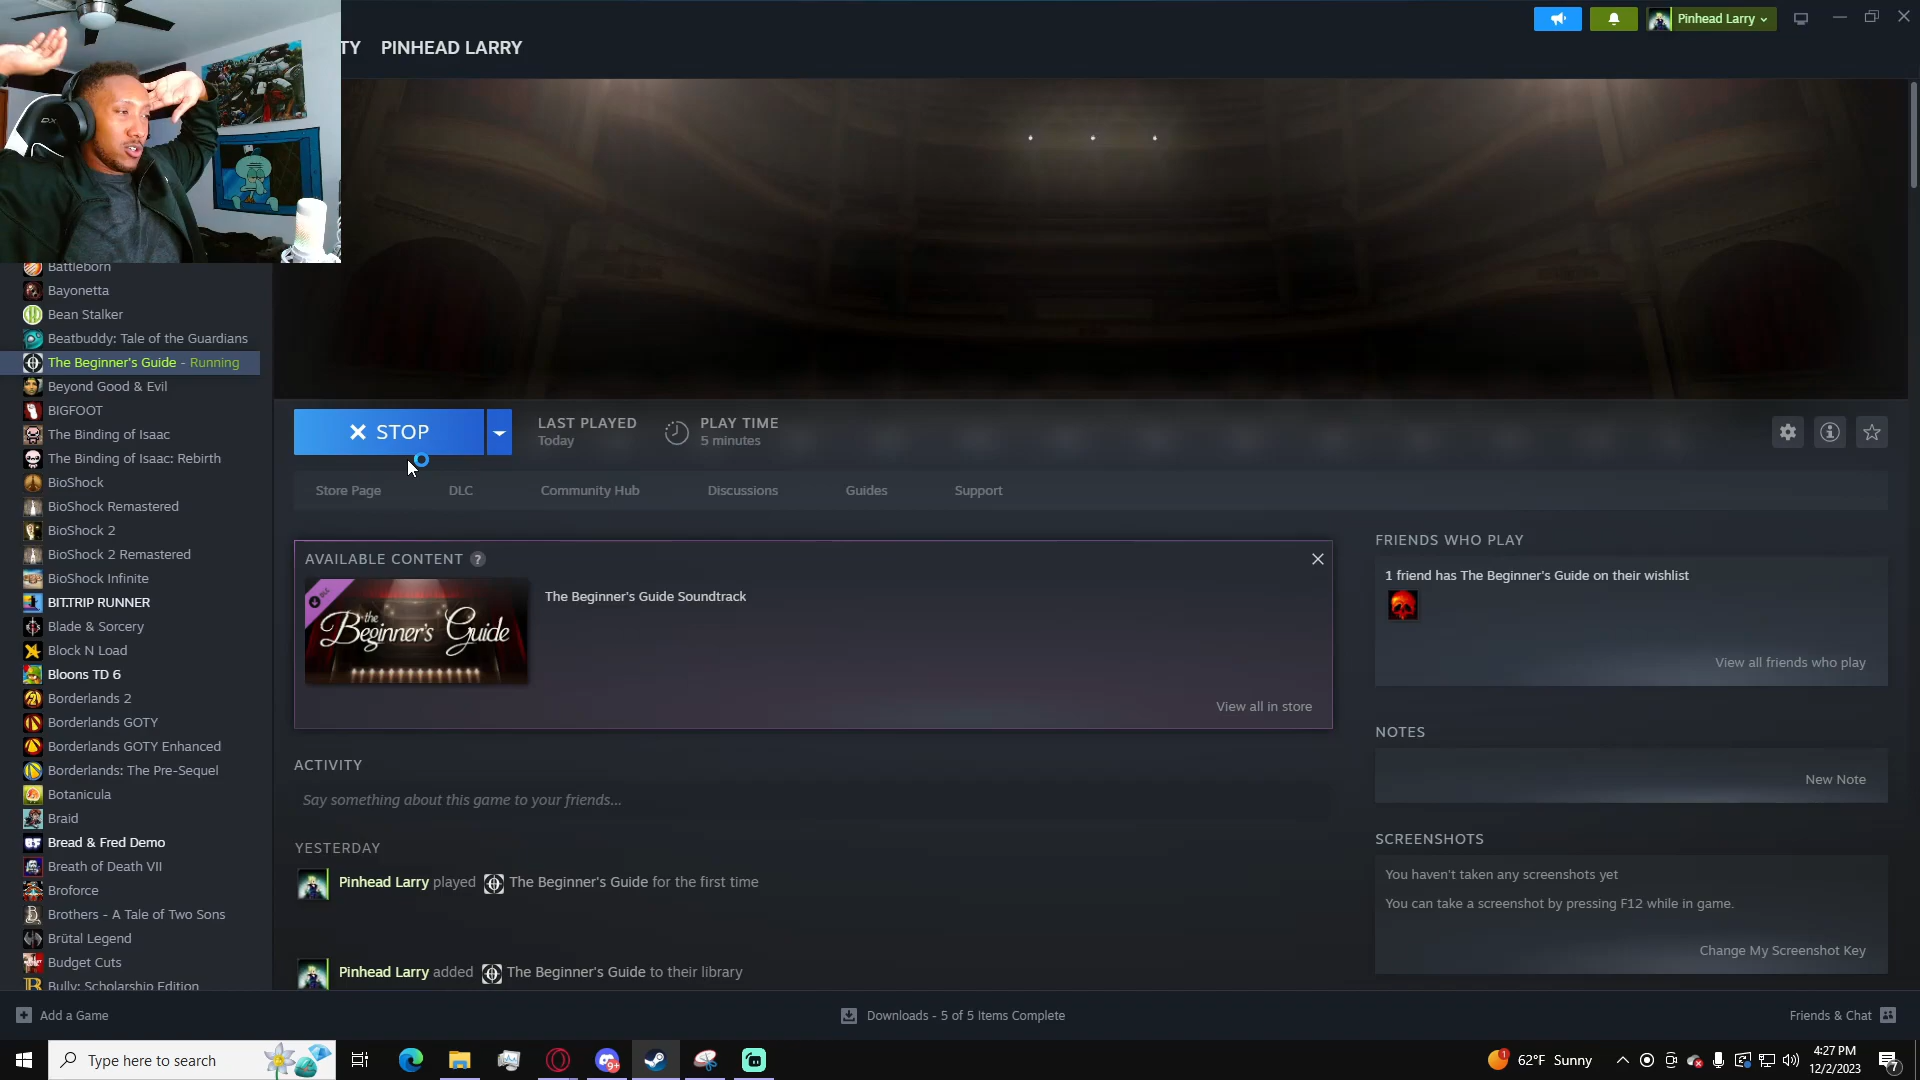 TY PINHEAD LARRY
Pinhead Larry
Battleborn
Bayonetta
Bean Stalker
Beatbuddy: Tale of the Guardians
The Beginner's Guide - Running
Beyond Good & Evil
BIGFOOT
The Binding of Isaac
The Binding of Isaac: Rebirth
BioShock
BioShock Remastered
BioShock 2
BioShock 2 Remastered
BioShock Infinite
BIT.TRIP RUNNER
Blade & Sorcery
Block N Load
Bloons TD 6
Borderlands 2
Borderlands GOTY
Borderlands GOTY Enhanced
Borderlands: The Pre-Sequel
Botanicula
Braid
Bread & Fred Demo
Breath of Death VII
Broforce
Brothers - A Tale of Two Sons
Brütal Legend
Budget Cuts
Bully: Scholarship Edition
STOP
LAST PLAYED
Today
PLAY TIME
5 minutes
Store Page DLC Community Hub Discussions Guides Support
AVAILABLE CONTENT ?
DLC
the Beginner's Guide
The Beginner's Guide Soundtrack
View all in store
ACTIVITY
Say something about this game to your friends...
YESTERDAY
Pinhead Larry played The Beginner's Guide for the first time
Pinhead Larry added The Beginner's Guide to their library
FRIENDS WHO PLAY
1 friend has The Beginner's Guide on their wishlist
View all friends who play
NOTES
New Note
SCREENSHOTS
You haven't taken any screenshots yet
You can take a screenshot by pressing F12 while in game.
Change My Screenshot Key
Add a Game
Downloads - 5 of 5 Items Complete
Friends & Chat
Type here to search
9+
1
62°F Sunny
4:27 PM
12/2/2023
7